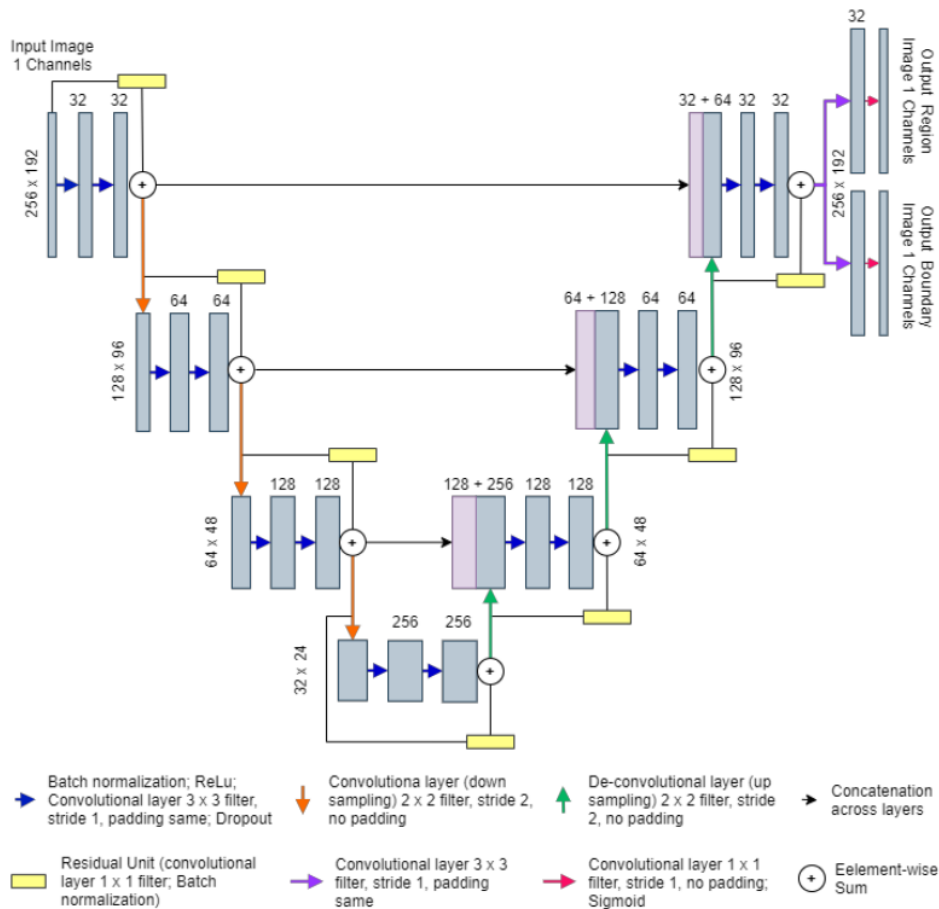 Input Image
1 Channels
32
32
256 x 192
32 + 64
32
32
256 x 192
32
Output Region
Image 1 Channels
Output Boundary
Image 1 Channels
64
64
128 x 96
64 + 128
64
64
128 x 96
128
128
64 x 48
128 + 256
128
128
64 x 48
256
256
32 x 24
+
+
+
+
+
+
+
Batch normalization; ReLu;
Convolutional layer 3 x 3 filter,
stride 1, padding same; Dropout
Convolutiona layer (down
sampling) 2 x 2 filter, stride 2,
no padding
De-convolutional layer (up
sampling) 2 x 2 filter, stride
2, no padding
Concatenation
across layers
Residual Unit (convolutional
layer 1 x 1 filter; Batch
normalization)
Convolutional layer 3 x 3
filter, stride 1, padding
same
Convolutional layer 1 x 1
filter, stride 1, no padding;
Sigmoid
+
Eelement-wise
Sum